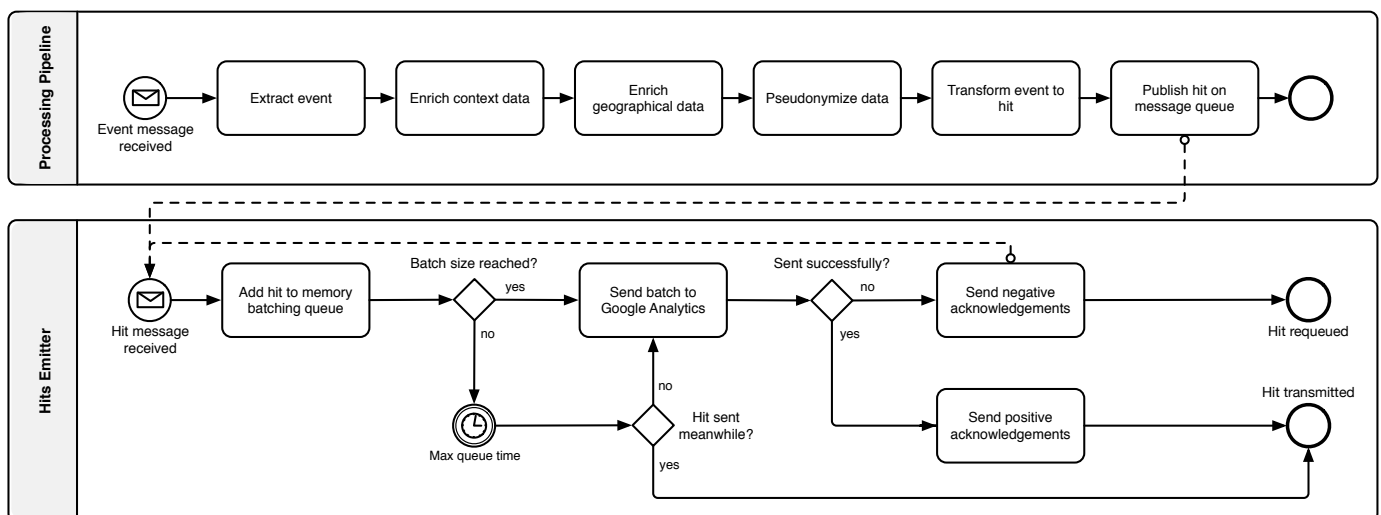 Processing Pipeline
Event message
received
Extract event
Enrich context data
Enrich
geographical data
Pseudonymize data
Transform event to
hit
Publish hit on
message queue
Hits Emitter
Hit message
received
Add hit to memory
batching queue
Batch size reached?
yes
no
Max queue time
Send batch to
Google Analytics
no
Hit sent
meanwhile?
yes
Sent successfully?
no
yes
Send negative
acknowledgements
Hit requeued
Send positive
acknowledgements
Hit transmitted